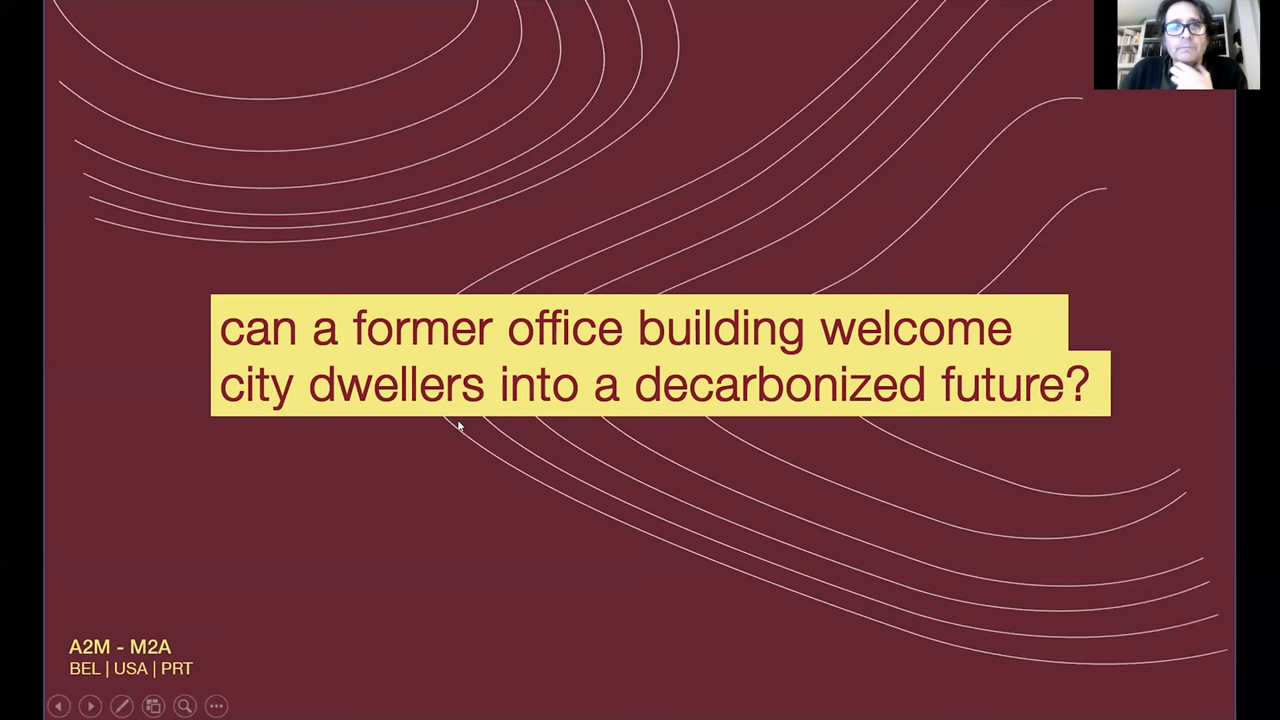 can a former office building welcome
city dwellers into a decarbonized future?
A2M - M2A
BEL | USA | PRT